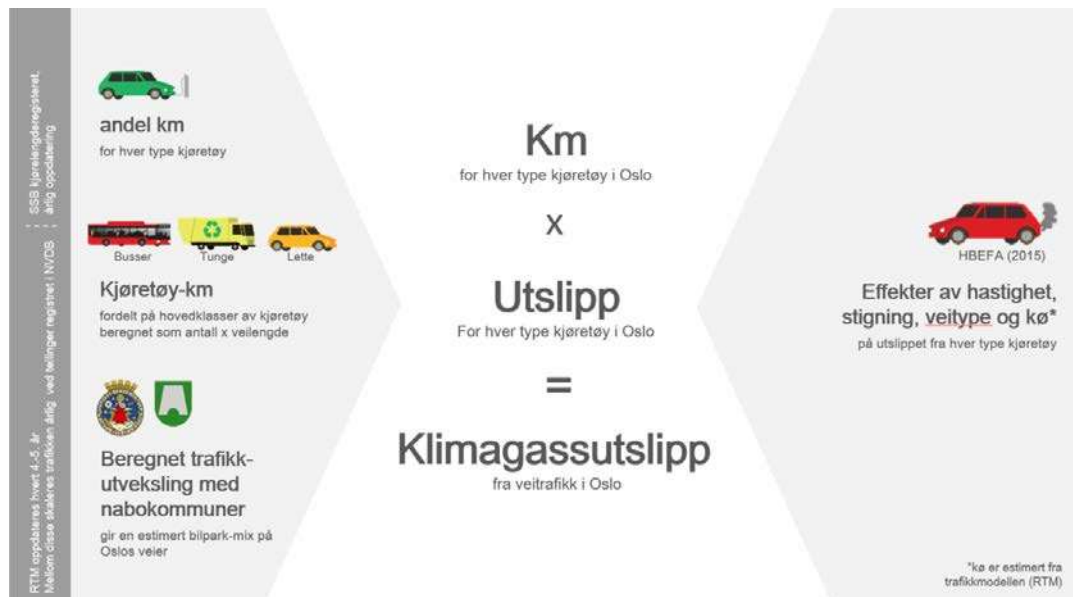 SSB kjørelengderegisteret,
årlig oppdatering
RTM oppdateres hvert 4.-5. år
Mellom disse skaleres trafikken årlig ved tellinger registret i NVDB
andel km
for hver type kjøretøy
Busser
Tunge
Lette
Kjøretøy-km
fordelt på hovedklasser av kjøretøy
beregnet som antall x veilengde
Beregnet trafikk-
utveksling med
nabokommuner
gir en estimert bilpark-mix på
Oslos veier
Km
for hver type kjøretøy i Oslo
x
Utslipp
For hver type kjøretøy i Oslo
=
Klimagassutslipp
fra veitrafikk i Oslo
HBEFA (2015)
Effekter av hastighet,
stigning, veitype og kø*
på utslippet fra hver type kjøretøy
*kø er estimert fra
trafikkmodellen (RTM)